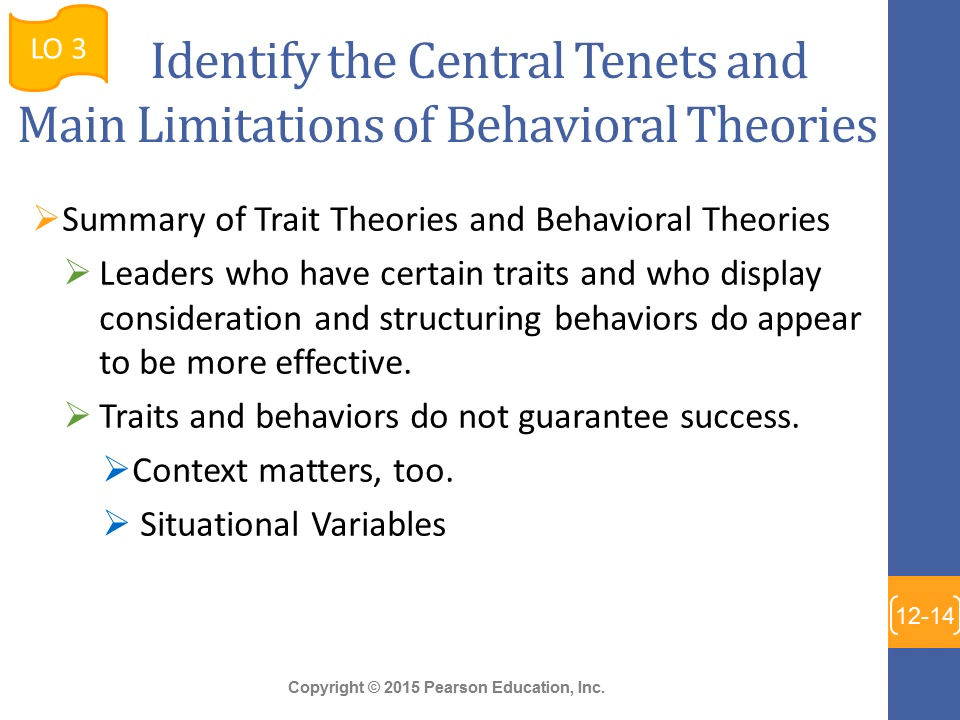 LO 3
Identify the Central Tenets and
Main Limitations of Behavioral Theories
Summary of Trait Theories and Behavioral Theories
Leaders who have certain traits and who display
consideration and structuring behaviors do appear
to be more effective.
Traits and behaviors do not guarantee success.
Context matters, too.
Situational Variables
12-14
Copyright © 2015 Pearson Education, Inc.